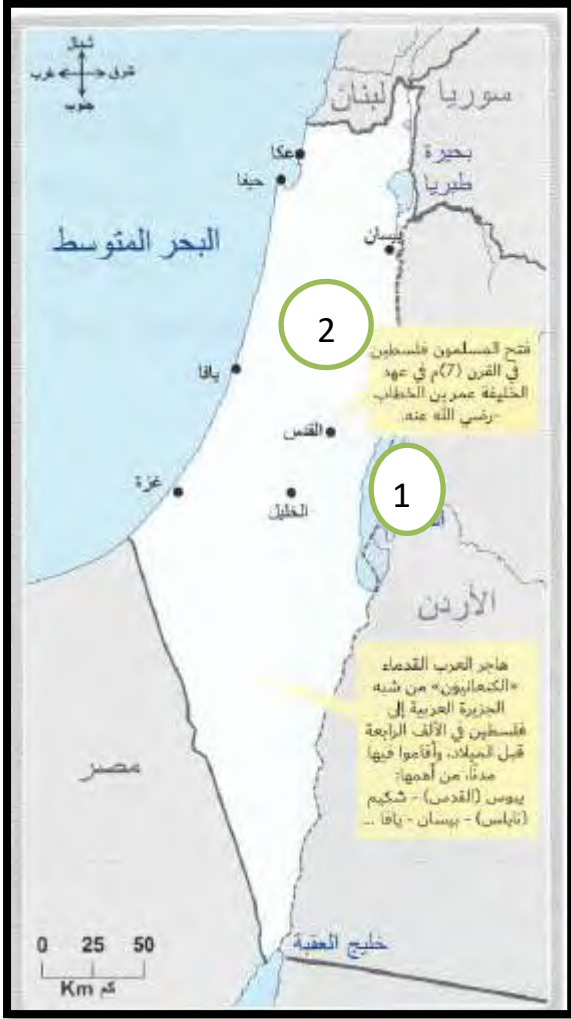 شمال
غرب
شرق
جنوب
سوريا
لبنان
عكا
بحيرة
طبريا
حيفا
البحر المتوسط
بيسان
2
فتح المسلمون فلسطين
في القرن (7)م في عهد
الخليفة عمر بن الخطاب
-رضي الله عنه.
يافا
القدس
1
غزة
الخليل
الأردن
هاجر العرب القدماء
«الكنعانيون» من شبه
الجزيرة العربية إلى
فلسطين في الألف الرابعة
قبل الميلاد، وأقاموا فيها
مدنًا، من أهمها:
يبوس (القدس) - شكيم
(نابلس) - بيسان - يافا ...
مصر
خليج العقبة
0 25 50
Km كم